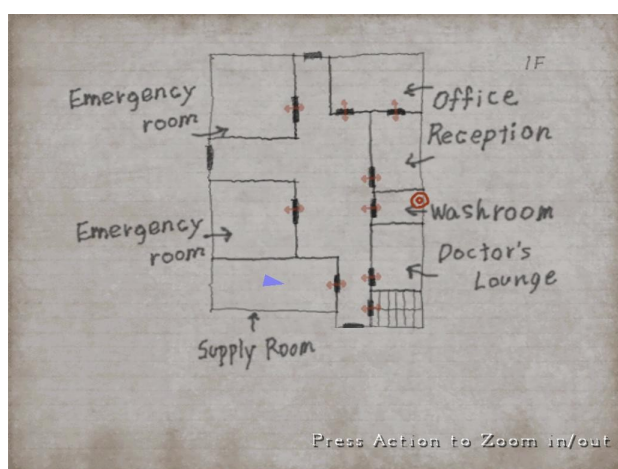 1F
Emergency
room
Office
Reception
Washroom
Emergency
room
Doctor's
Lounge
Supply Room
Press Action to Zoom in/out